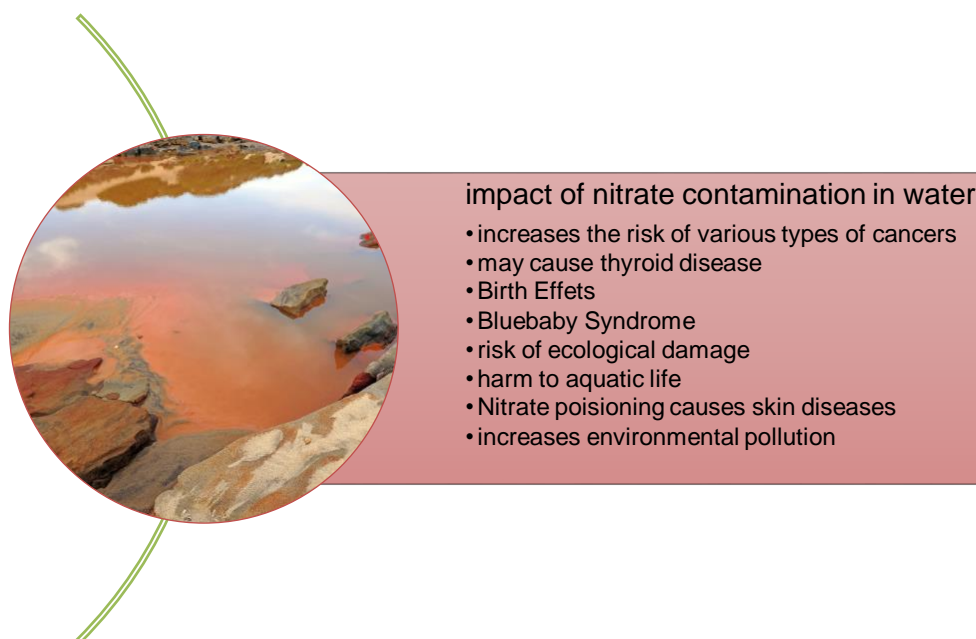 impact of nitrate contamination in water
•increases the risk of various types of cancers
•may cause thyroid disease
•Birth Effets
•Bluebaby Syndrome
•risk of ecological damage
•harm to aquatic life
•Nitrate poisioning causes skin diseases
•increases environmental pollution